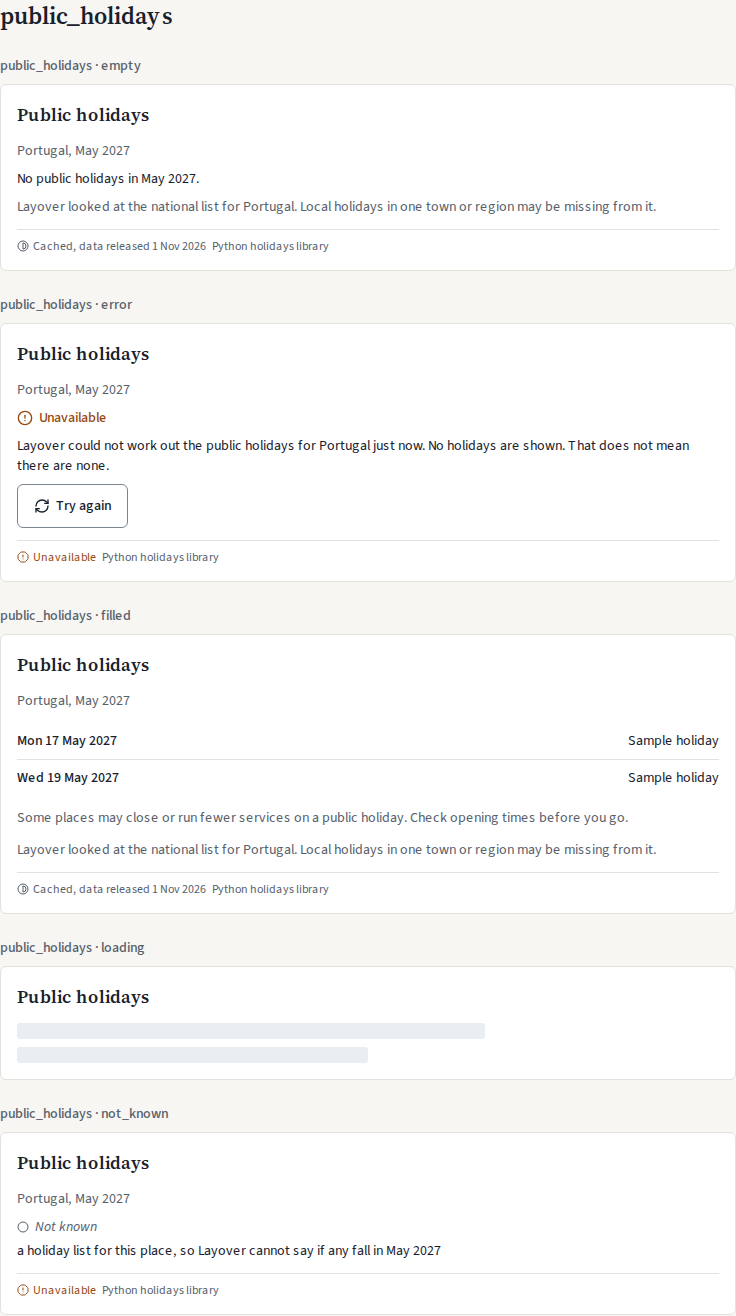 public_holidays
public_holidays · empty
Public holidays
Portugal, May 2027
No public holidays in May 2027.
Layover looked at the national list for Portugal. Local holidays in one town or region may be missing from it.
Cached, data released 1 Nov 2026 Python holidays library
public_holidays · error
Public holidays
Portugal, May 2027
Unavailable
Layover could not work out the public holidays for Portugal just now. No holidays are shown. That does not mean
there are none.
Try again
Unavailable Python holidays library
public_holidays · filled
Public holidays
Portugal, May 2027
Mon 17 May 2027 Sample holiday
Wed 19 May 2027 Sample holiday
Some places may close or run fewer services on a public holiday. Check opening times before you go.
Layover looked at the national list for Portugal. Local holidays in one town or region may be missing from it.
Cached, data released 1 Nov 2026 Python holidays library
public_holidays · loading
Public holidays
public_holidays · not_known
Public holidays
Portugal, May 2027
Not known
a holiday list for this place, so Layover cannot say if any fall in May 2027
Unavailable Python holidays library